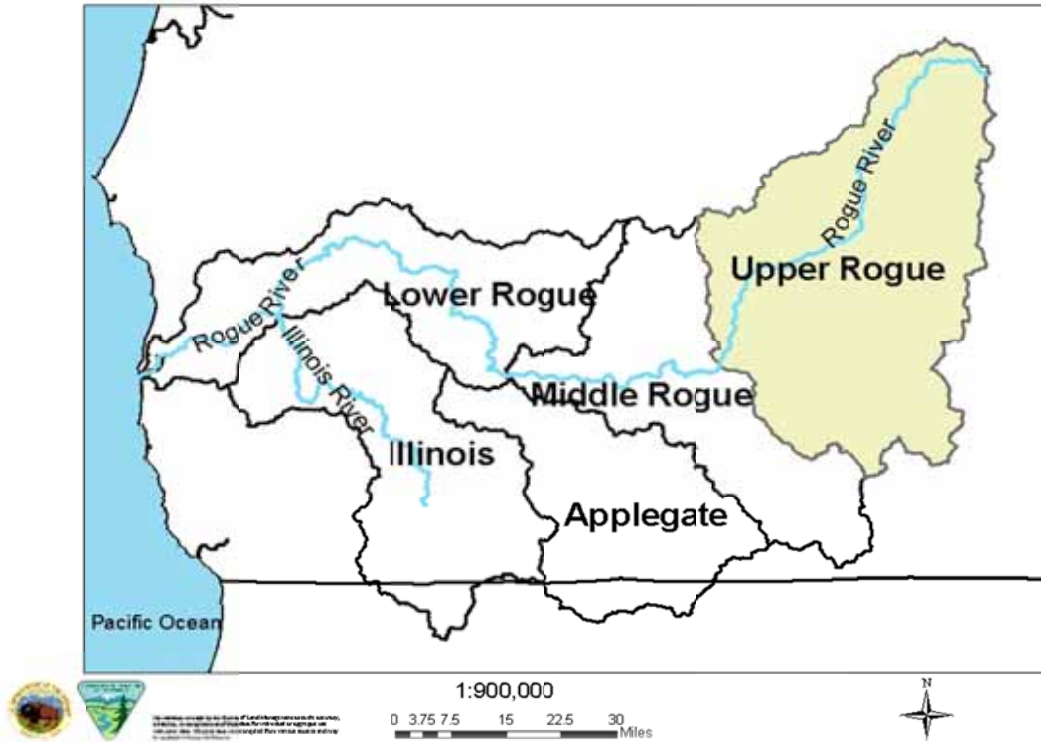 Rogue River
Upper Rogue
Rogue River
Lower Rogue
Illinois River
Middle Rogue
Illinois
Applegate
Pacific Ocean
1:900,000
N
0 3.75 7.5 15 22.5 30
Miles